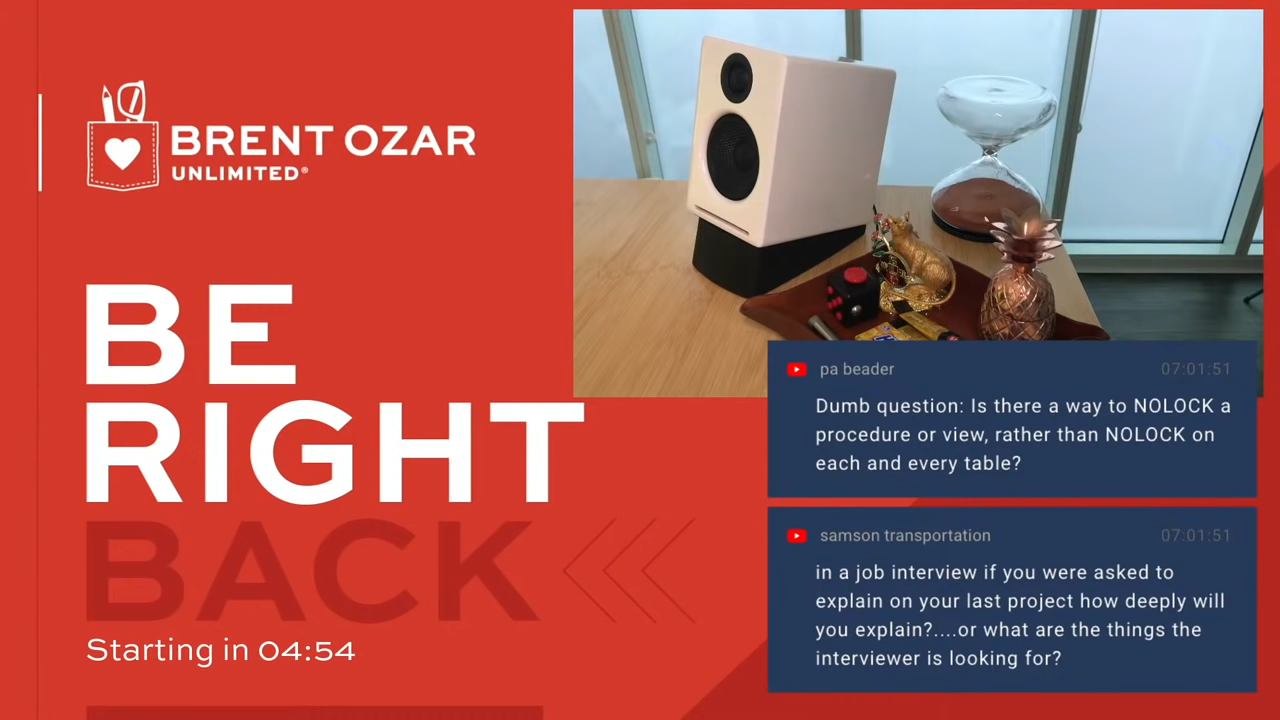 BRENT OZAR
UNLIMITED®
BE
RIGHT
BACK
Starting in 04:54
pa beader 07:01:51
Dumb question: Is there a way to NOLOCK a
procedure or view, rather than NOLOCK on
each and every table?
samson transportation 07:01:51
in a job interview if you were asked to
explain on your last project how deeply will
you explain?....or what are the things the
interviewer is looking for?